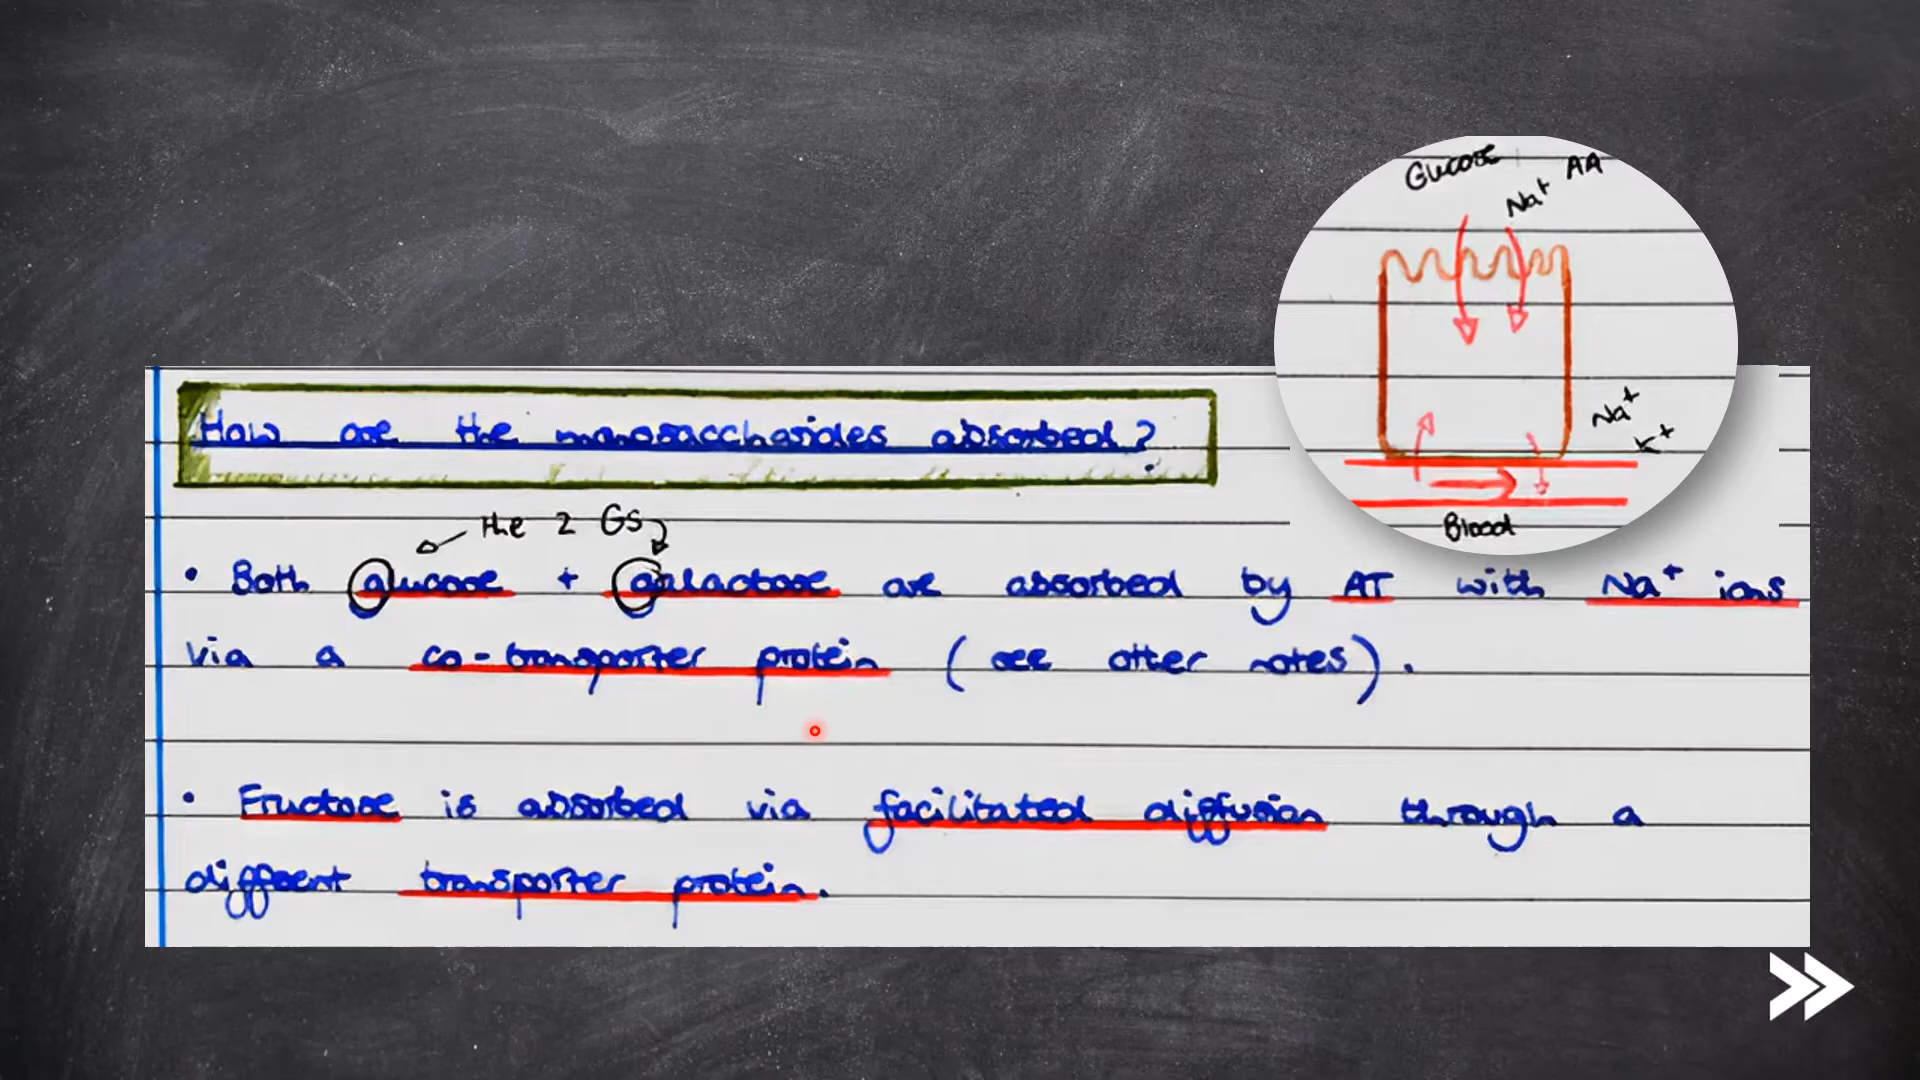 Glucose AA
Na+
Na+
K+
Blood
How are the monosaccharides absorbed?
the 2 Gs
• Both glucose + galactose are absorbed by AT with Na+ ions
via a co-transporter protein (see other notes).
• Fructose is absorbed via facilitated diffusion through a
different transporter protein.